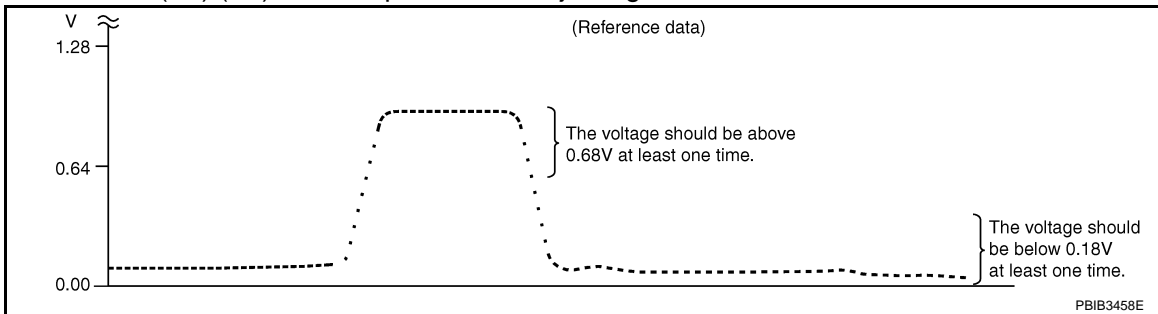 V
(Reference data)
1.28
The voltage should be above
0.68V at least one time.
0.64
The voltage should
be below 0.18V
at least one time.
0.00
PBIB3458E